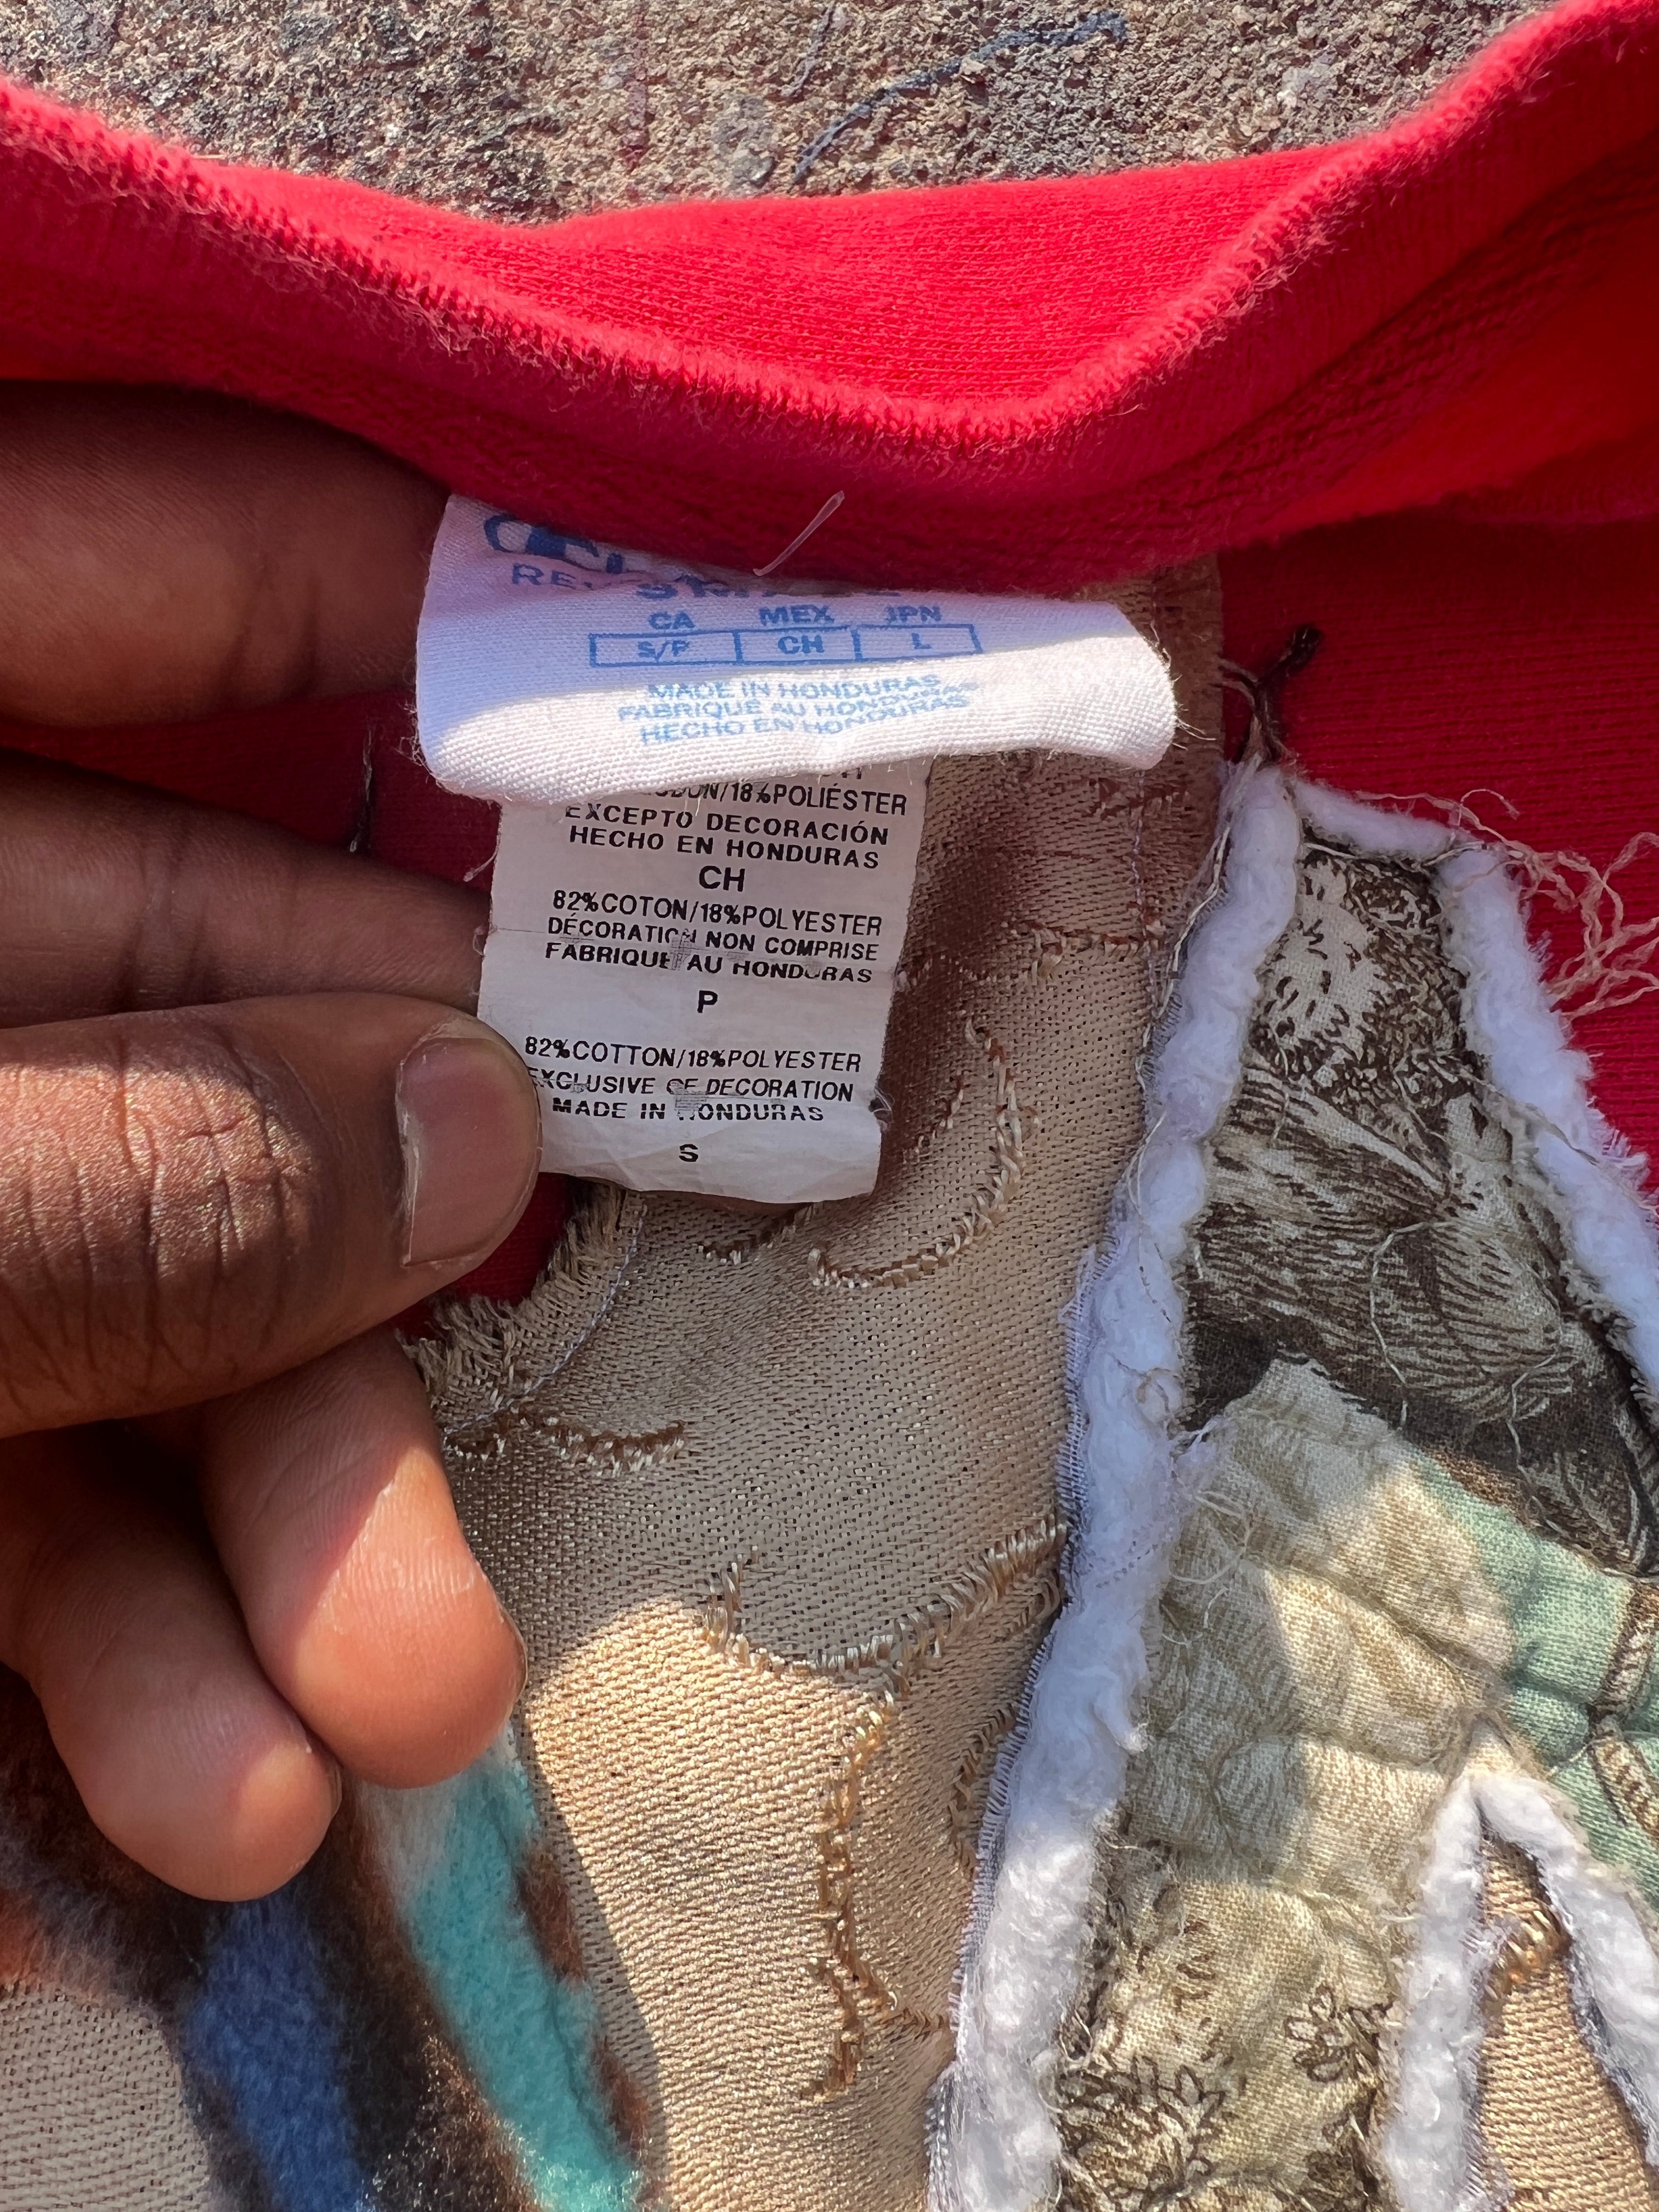 CA MEX JPN
S/P CH L
MADE IN HONDURAS
FABRIQUÉ AU HONDURAS
HECHO EN HONDURAS
/18%POLIÉSTER
EXCEPTO DECORACIÓN
HECHO EN HONDURAS
CH
82%COTON/18%POLYESTER
DÉCORATION NON COMPRISE
FABRIQUÉ AU HONDURAS
P
82%COTTON/18%POLYESTER
EXCLUSIVE OF DECORATION
MADE IN HONDURAS
S